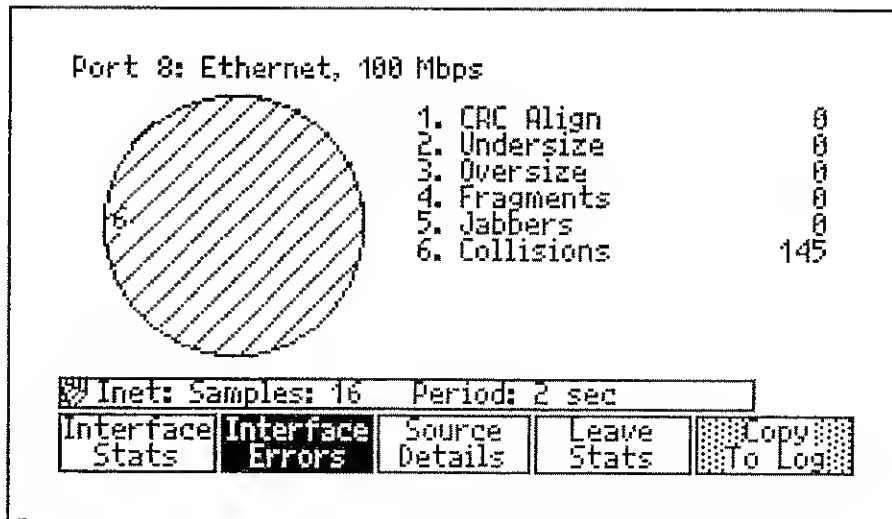 Port 8: Ethernet, 100 Mbps
1. CRC Align 0
2. Undersize 0
3. Oversize 0
4. Fragments 0
5. Jabbers 0
6. Collisions 145
6
Inet: Samples: 16 Period: 2 sec
Interface Stats
Interface Errors
Source Details
Leave Stats
Copy To Log